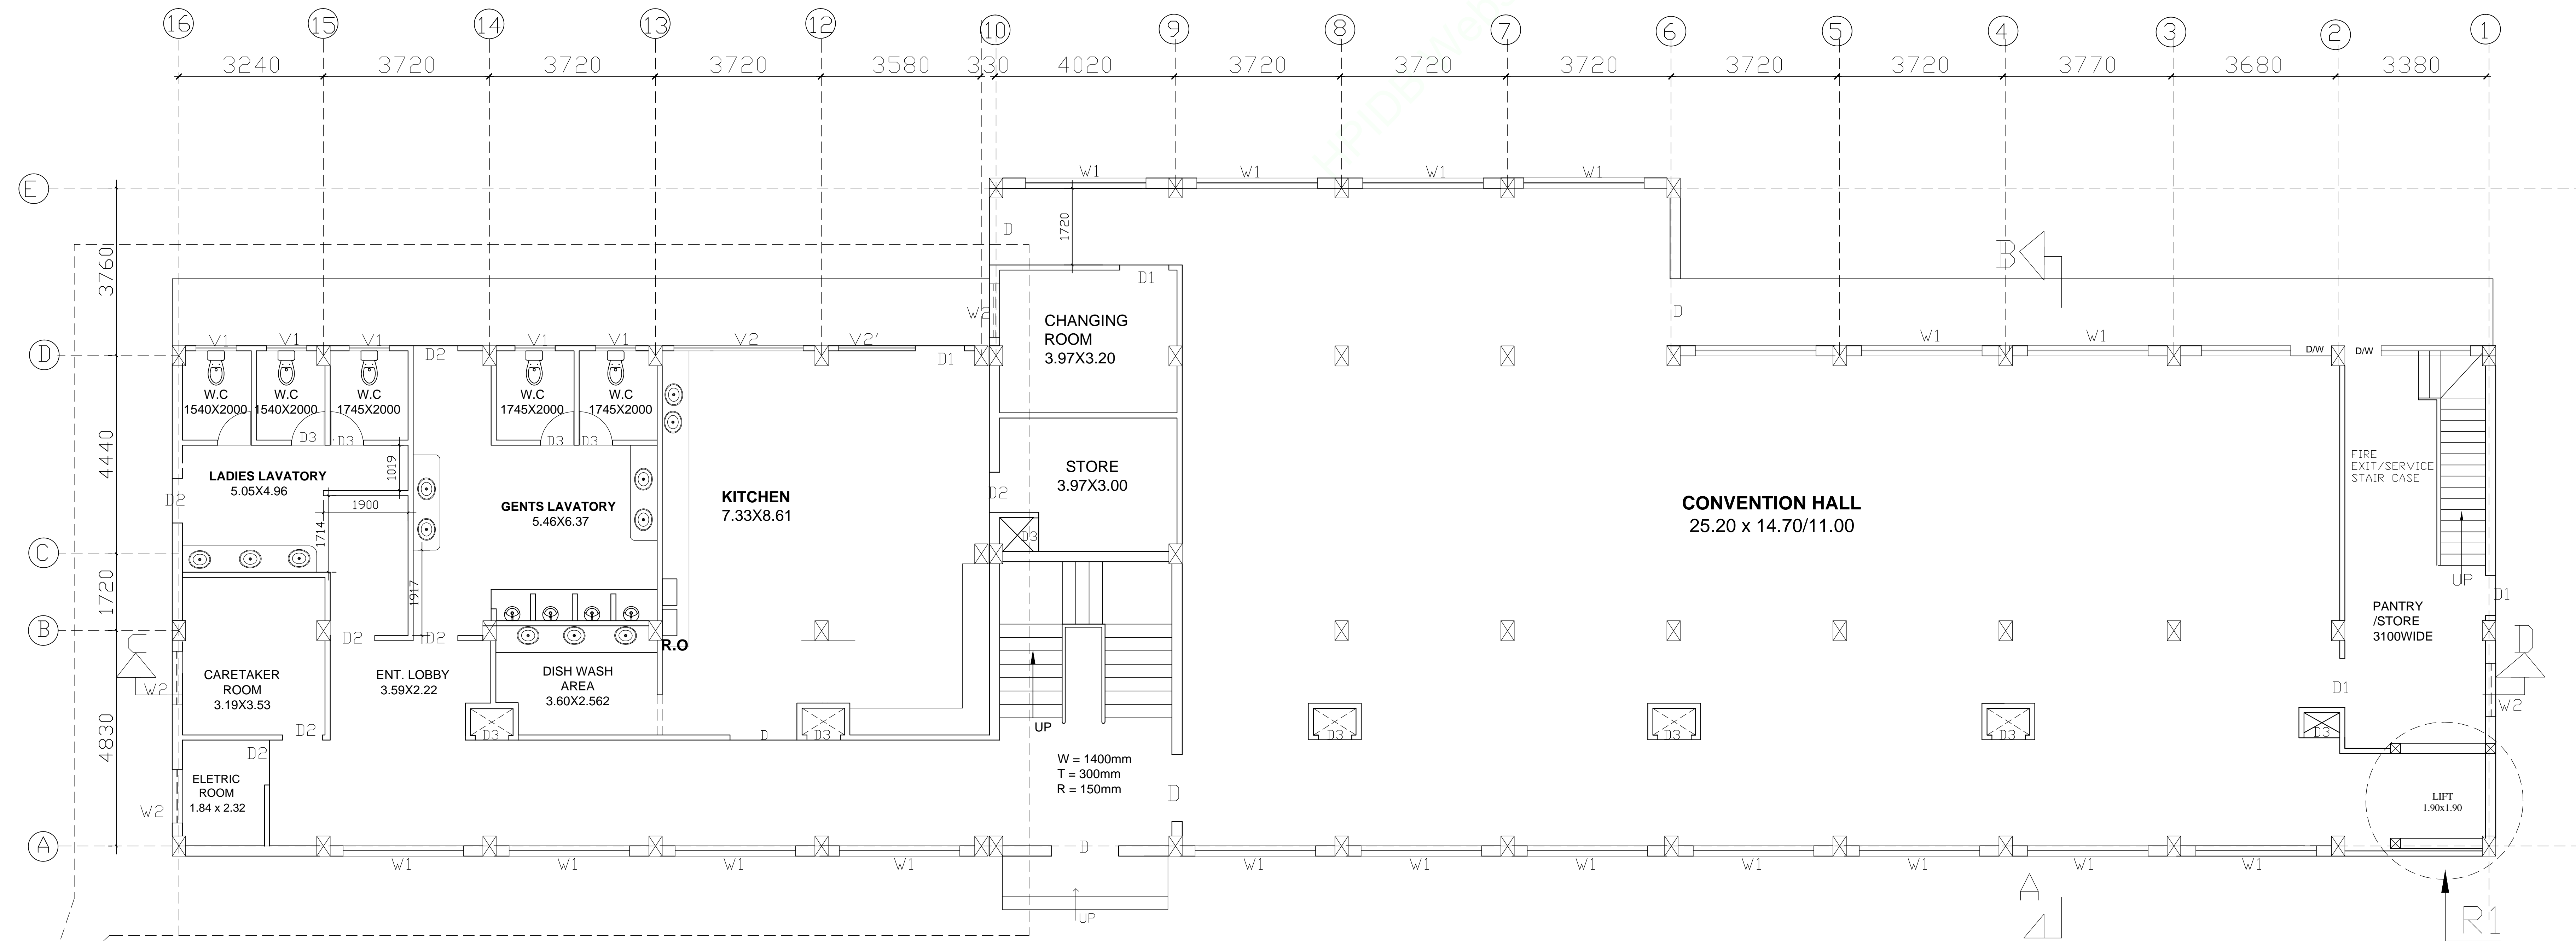 16 15 14 13 12 10 9 8 7 6 5 4 3 2 1
3240 3720 3720 3720 3580 330 4020 3720 3720 3720 3720 3720 3770 3680 3380
E
W1 W1 W1 W1
1720
D
B
3760
D1
D
W2
CHANGING
ROOM
3.97X3.20
V1 V1 V1 D2 V1 V1 V2 V2' D1
W1 W1 D/W D/W
D
W.C W.C W.C W.C W.C
1540X2000 1540X2000 1745X2000 1745X2000 1745X2000
D3 D3 D3 D3
4440
1019
LADIES LAVATORY
5.05X4.96
D2
1900
1714
GENTS LAVATORY
5.46X6.37
KITCHEN
7.33X8.61
STORE
3.97X3.00
D2
D3
CONVENTION HALL
25.20 x 14.70/11.00
FIRE
EXIT/SERVICE
STAIR CASE
UP
C
1720
1917
D1
PANTRY
/STORE
3100WIDE
B
D2 D2
R.O
C
D
W2
CARETAKER
ROOM
3.19X3.53
ENT. LOBBY
3.59X2.22
DISH WASH
AREA
3.60X2.562
D1
W2
4830
D2
D2
D3 D D3
UP
D3 D3 D3 D3
W = 1400mm
T = 300mm
R = 150mm
ELETRIC
ROOM
1.84 x 2.32
W2
D
LIFT
1.90x1.90
A
D
W1 W1 W1 W1 W1 W1 W1 W1 W1 W1 W1
A
UP
R1